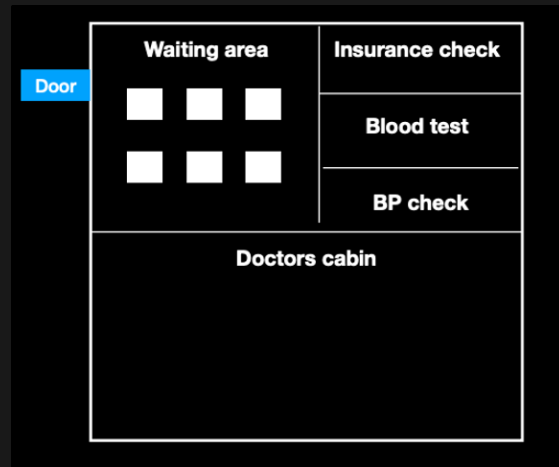 Waiting area
Insurance check
Door
Blood test
BP check
Doctors cabin